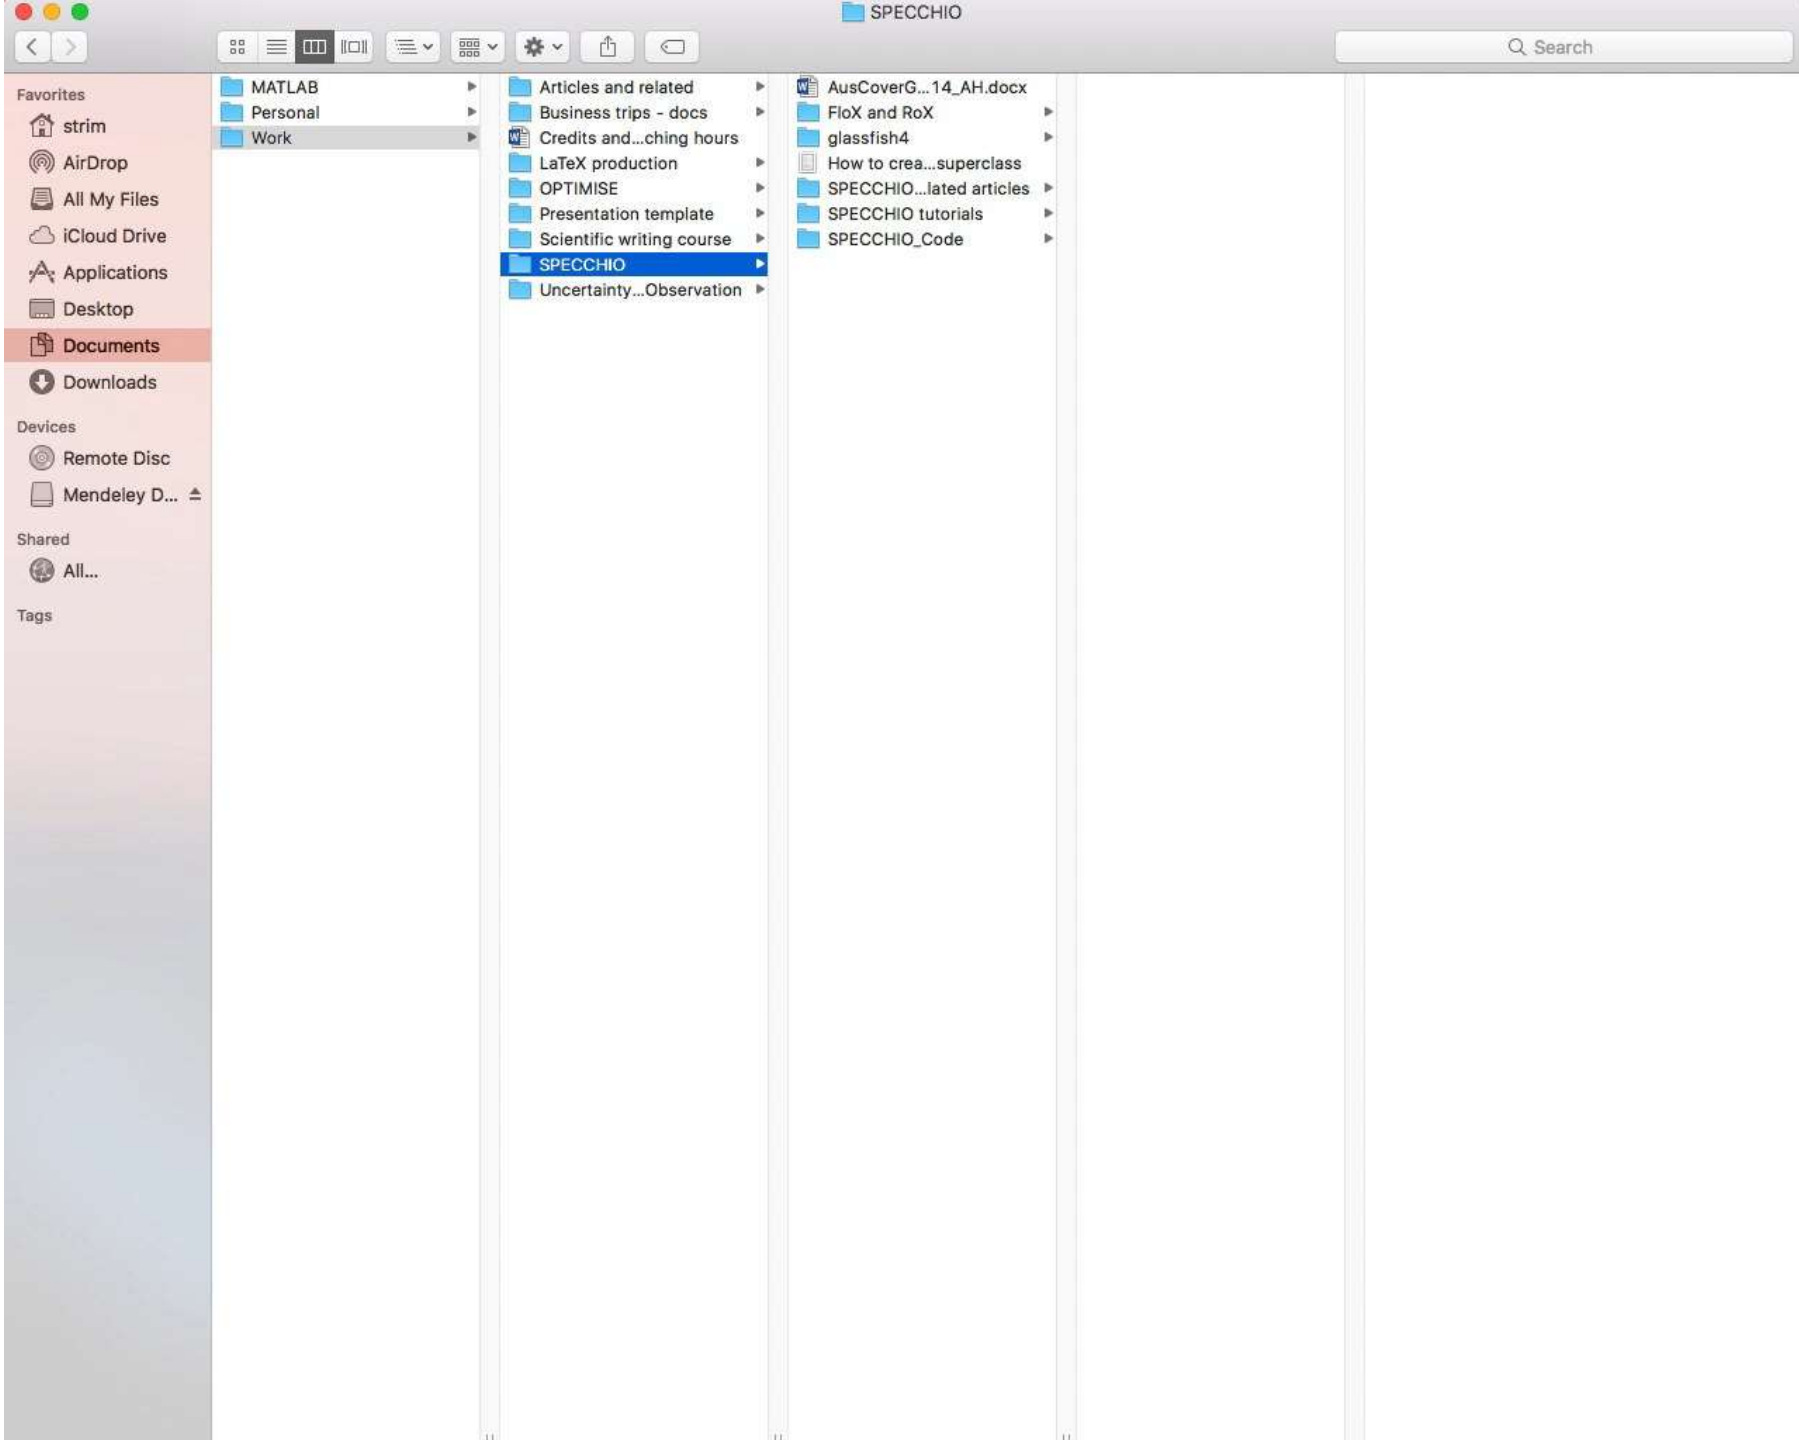 SPECCHIO
Search
Favorites
strim
AirDrop
All My Files
iCloud Drive
Applications
Desktop
Documents
Downloads
Devices
Remote Disc
Mendeley D...
Shared
All...
Tags
MATLAB
Personal
Work
Articles and related
Business trips - docs
Credits and...ching hours
LaTeX production
OPTIMISE
Presentation template
Scientific writing course
SPECCHIO
Uncertainty...Observation
AusCoverG...14_AH.docx
FloX and RoX
glassfish4
How to crea...superclass
SPECCHIO...lated articles
SPECCHIO tutorials
SPECCHIO_Code